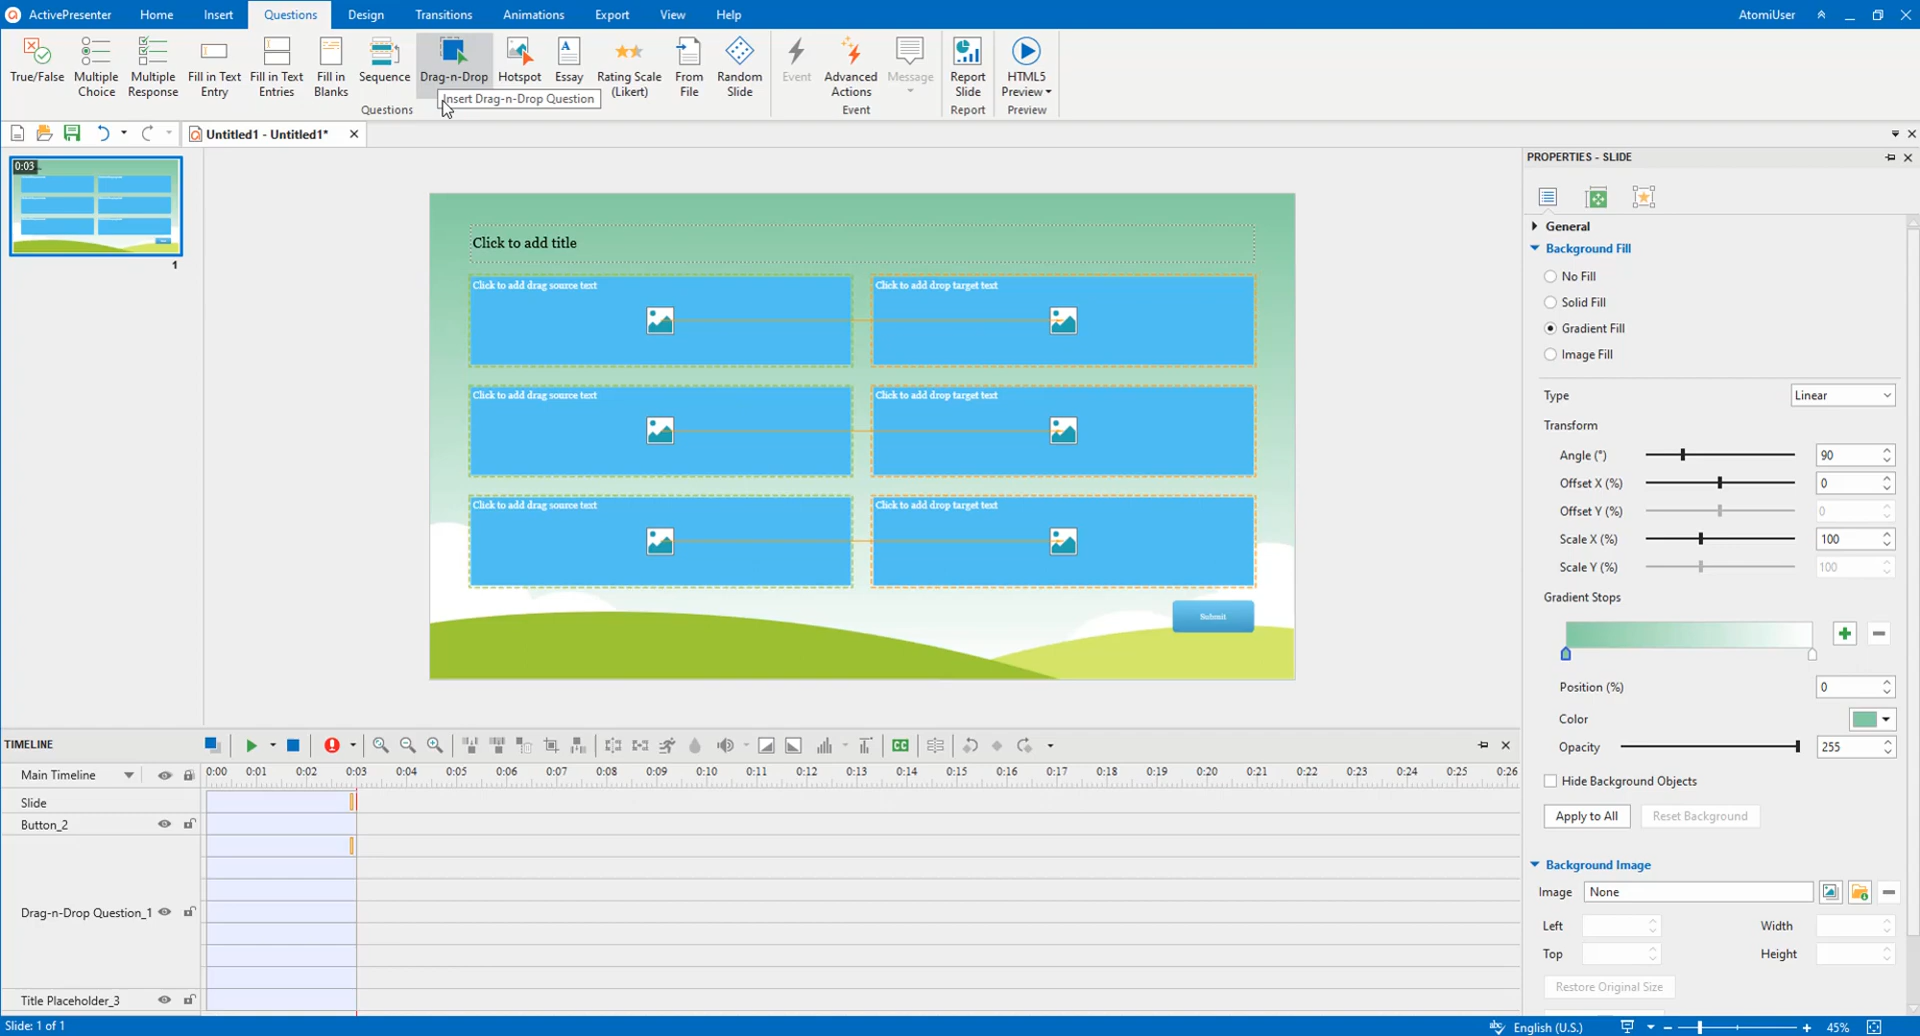 ActivePresenter
Home
Insert
Questions
Design
Transitions
Animations
Export
View
Help
AtomiUser
True/False
Multiple Choice
Multiple Response
Fill in Text Entry
Fill in Text Entries
Fill in Blanks
Sequence
Drag-n-Drop
Hotspot
Essay
Rating Scale (Likert)
From File
Random Slide
Event
Advanced Actions
Message
Report Slide
HTML5 Preview
Insert Drag-n-Drop Question
Questions
Event
Report
Preview
Untitled1 - Untitled1*
0:03
1
Click to add title
Click to add drag source text
Click to add drop target text
Click to add drag source text
Click to add drop target text
Click to add drag source text
Click to add drop target text
Submit
PROPERTIES - SLIDE
General
Background Fill
No Fill
Solid Fill
Gradient Fill
Image Fill
Type
Linear
Transform
Angle (°)
90
Offset X (%)
0
Offset Y (%)
0
Scale X (%)
100
Scale Y (%)
100
Gradient Stops
Position (%)
0
Color
Opacity
255
Hide Background Objects
Apply to All
Reset Background
Background Image
Image
None
Left
Width
Top
Height
Restore Original Size
TIMELINE
CC
Main Timeline
0:00 0:01 0:02 0:03 0:04 0:05 0:06 0:07 0:08 0:09 0:10 0:11 0:12 0:13 0:14 0:15 0:16 0:17 0:18 0:19 0:20 0:21 0:22 0:23 0:24 0:25 0:26
Slide
Button_2
Drag-n-Drop Question_1
Title Placeholder_3
Slide: 1 of 1
English (U.S.)
45%